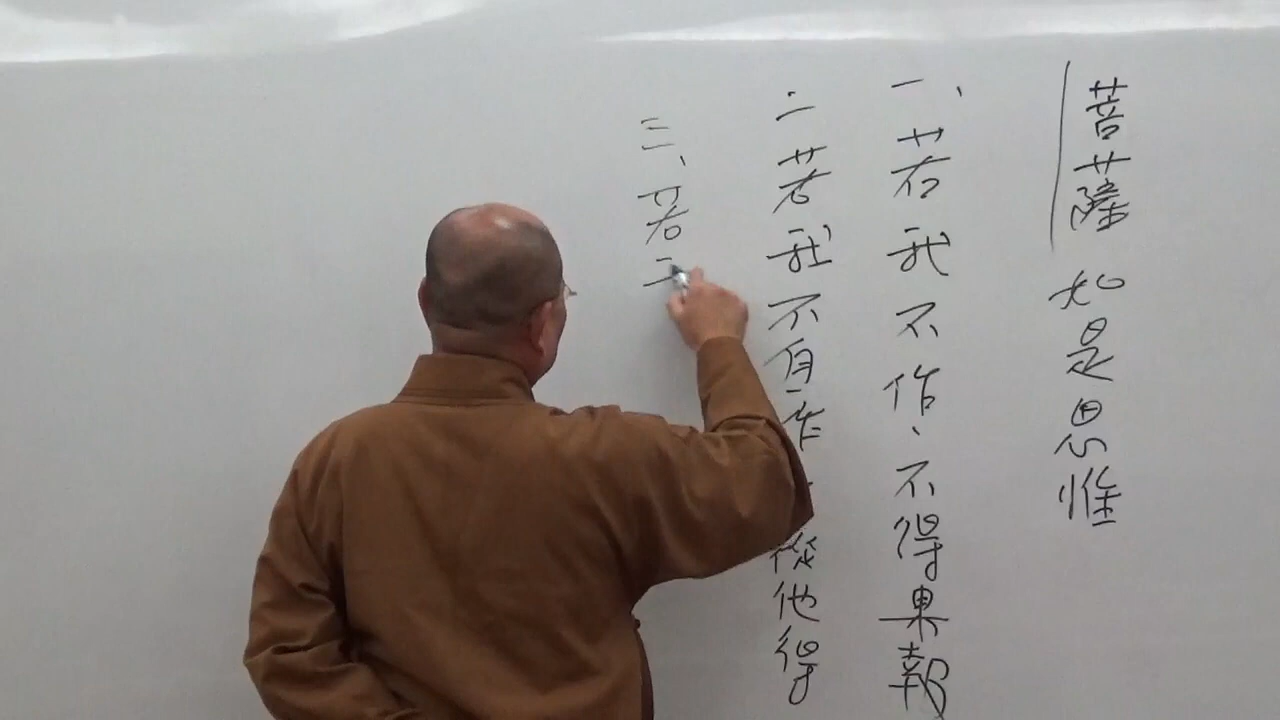 菩薩如是思惟
一、若我不作、不得果報
二若我不自作從他得
三、若